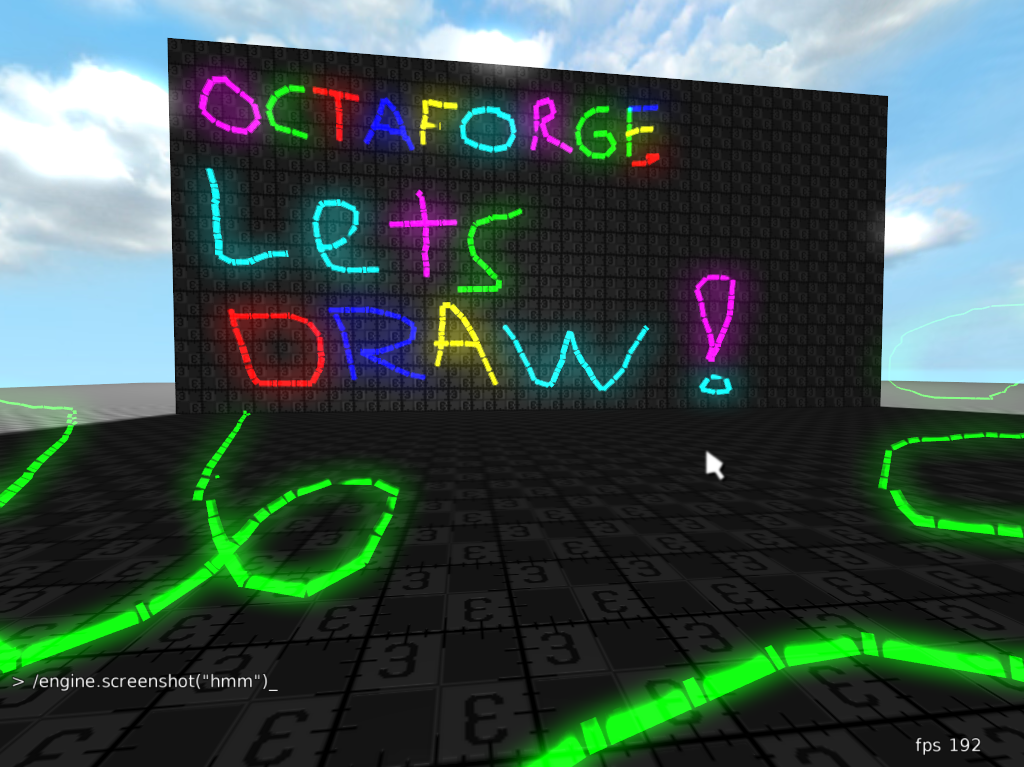 OCTAFORGE
Lets
DRAW !
> /engine.screenshot("hmm")_
fps 192